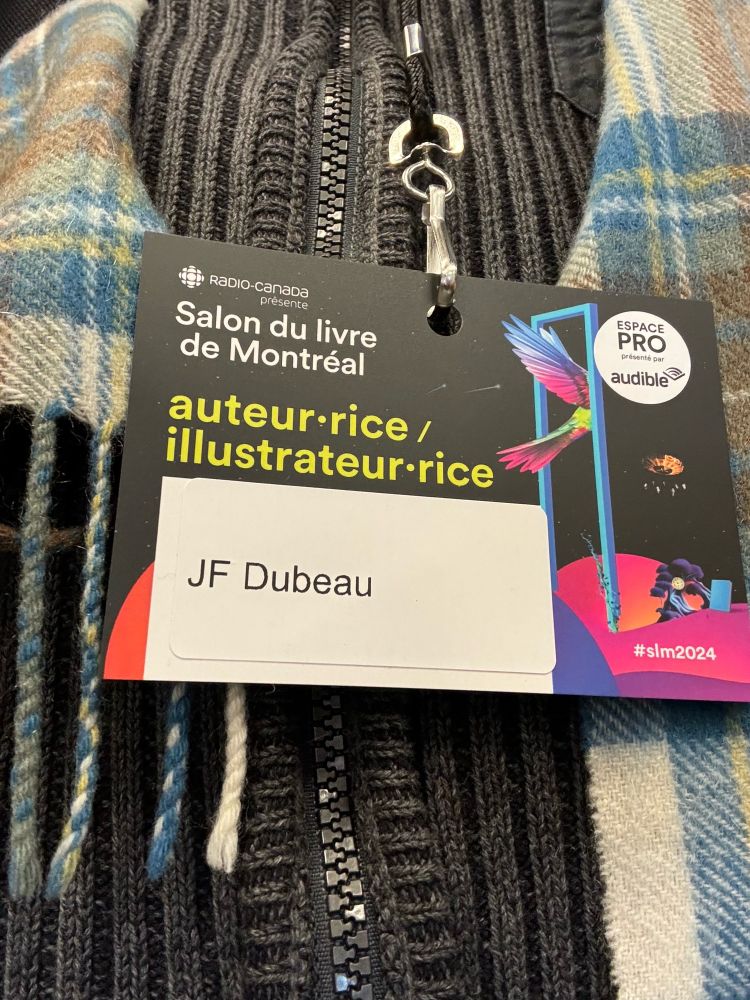 RADIO-CANADA
présente
Salon du livre
de Montréal
auteur·rice /
illustrateur·rice
JF Dubeau
ESPACE
PRO
présenté par
audible
#slm2024